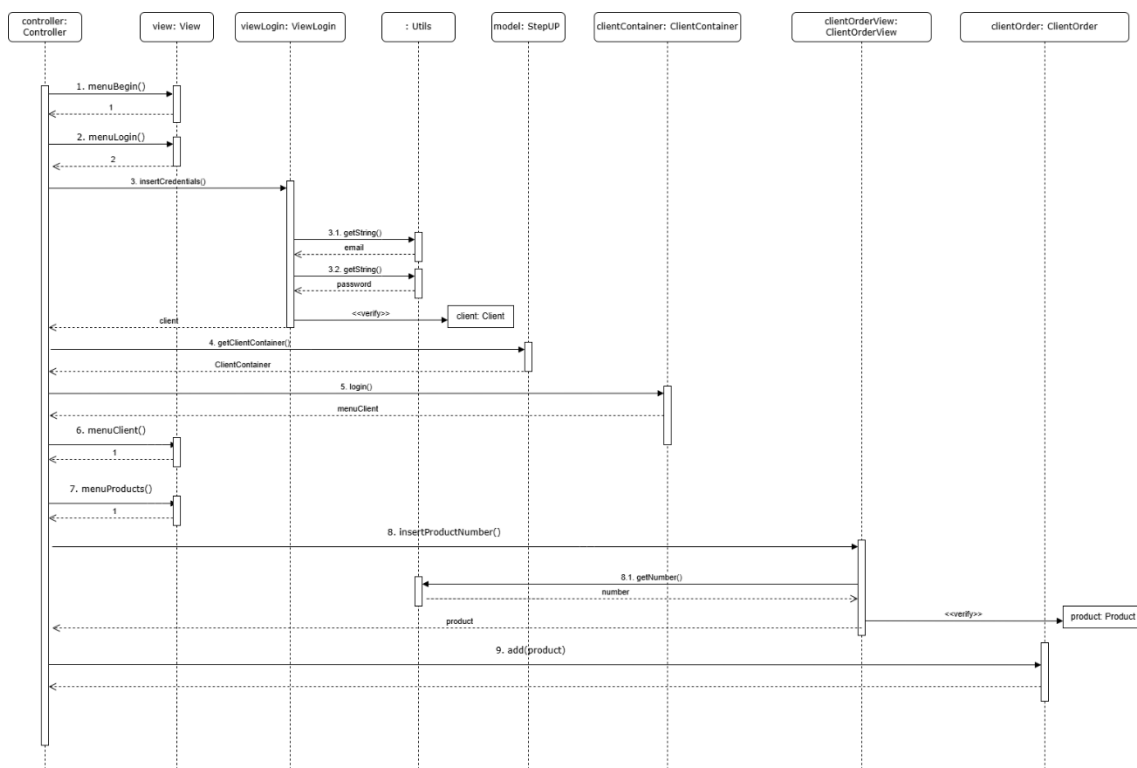 controller:
Controller
view: View
viewLogin: ViewLogin
: Utils
model: StepUP
clientContainer: ClientContainer
clientOrderView:
ClientOrderView
clientOrder: ClientOrder
1. menuBegin()
1
2. menuLogin()
2
3. insertCredentials()
3.1. getString()
email
3.2. getString()
password
<<verify>>
client: Client
client
4. getClientContainer()
ClientContainer
5. login()
menuClient
6. menuClient()
1
7. menuProducts()
1
8. insertProductNumber()
8.1. getNumber()
number
<<verify>>
product: Product
product
9. add(product)